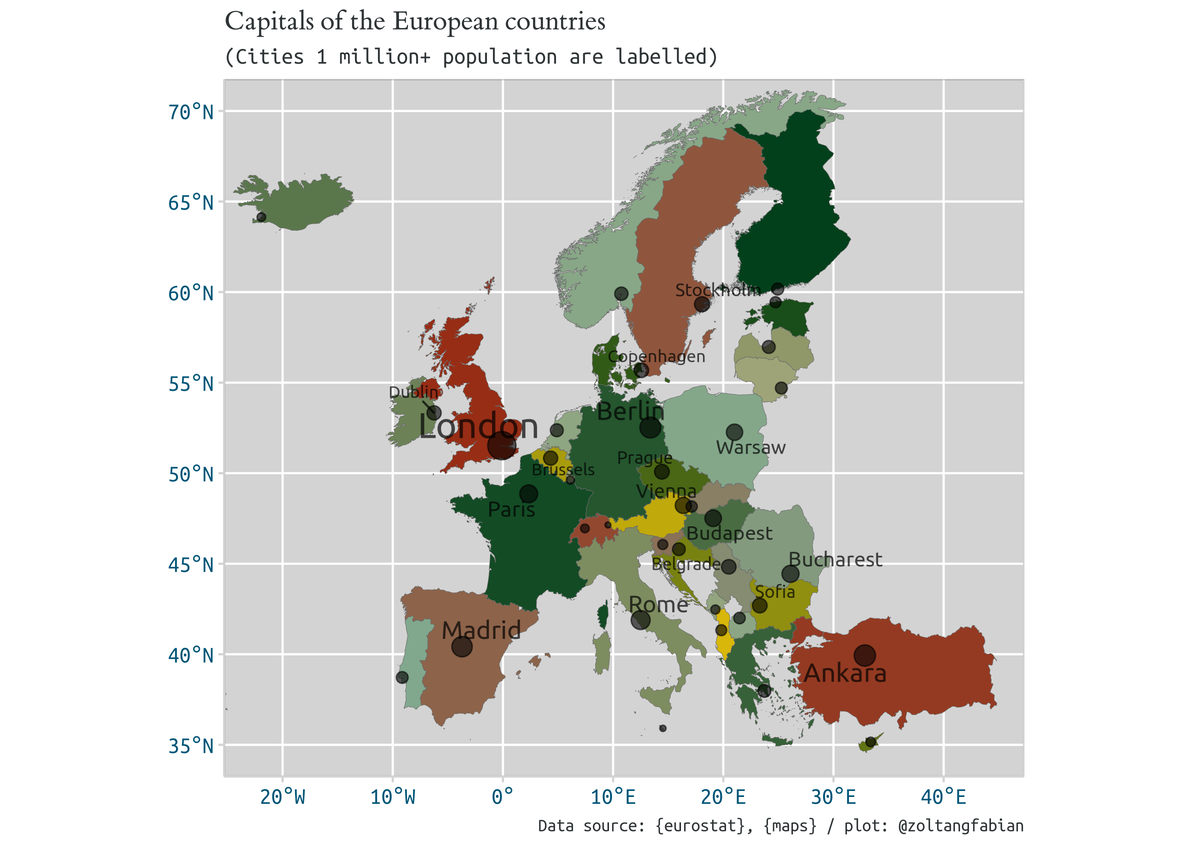 Capitals of the European countries
(Cities 1 million+ population are labelled)
70°N
65°N
60°N
Stockholm
Copenhagen
55°N
Dublin
Berlin
London
Warsaw
Prague
Brussels
50°N
Vienna
Paris
Budapest
Bucharest
45°N
Belgrade
Sofia
Rome
Madrid
40°N
Ankara
35°N
20°W 10°W 0° 10°E 20°E 30°E 40°E
Data source: {eurostat}, {maps} / plot: @zoltangfabian